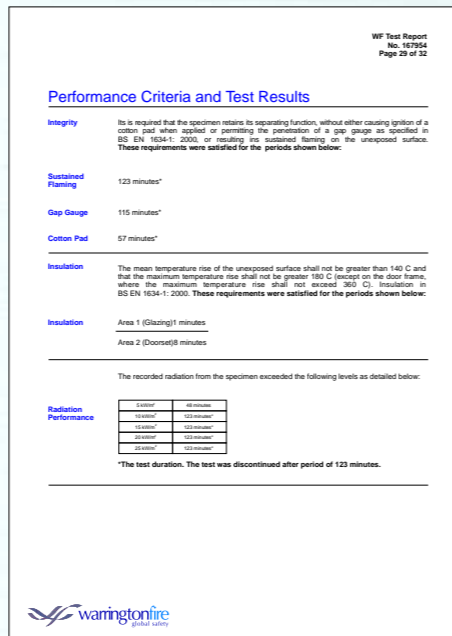 WF Test Report
No. 167954
Page 29 of 32
Performance Criteria and Test Results
Integrity
Its is required that the specimen retains its separating function, without either causing ignition of a
cotton pad when applied or permitting the penetration of a gap gauge as specified in
BS EN 1634-1: 2000, or resulting ins sustained flaming on the unexposed surface.
These requirements were satisfied for the periods shown below:
Sustained
Flaming
123 minutes*
Gap Gauge
115 minutes*
Cotton Pad
57 minutes*
Insulation
The mean temperature rise of the unexposed surface shall not be greater than 140 C and
that the maximum temperature rise shall not be greater 180 C (except on the door frame,
where the maximum temperature rise shall not exceed 360 C). Insulation in
BS EN 1634-1: 2000. These requirements were satisfied for the periods shown below:
Insulation
Area 1 (Glazing)1 minutes
Area 2 (Doorset)8 minutes
The recorded radiation from the specimen exceeded the following levels as detailed below:
Radiation
Performance
5 kW/m² 48 minutes
10 kW/m² 123 minutes*
15 kW/m² 123 minutes*
20 kW/m² 123 minutes*
25 kW/m² 123 minutes*
*The test duration. The test was discontinued after period of 123 minutes.
warringtonfire
global safety